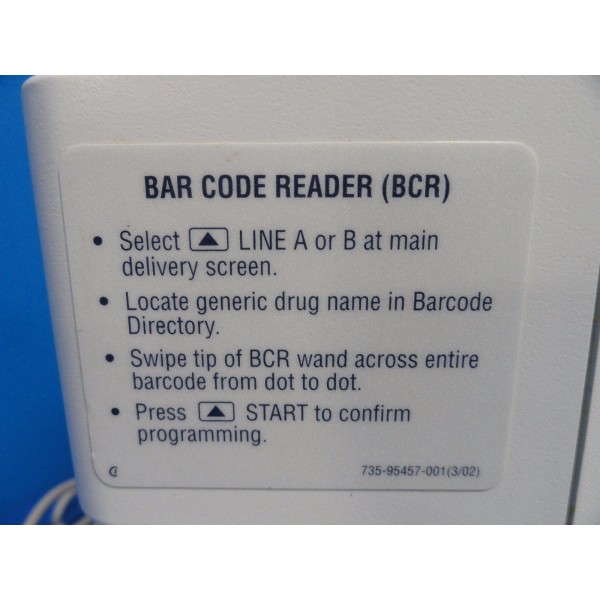 BAR CODE READER (BCR)
• Select ▲ LINE A or B at main
delivery screen.
• Locate generic drug name in Barcode
Directory.
• Swipe tip of BCR wand across entire
barcode from dot to dot.
• Press ▲ START to confirm
programming.
735-95457-001(3/02)